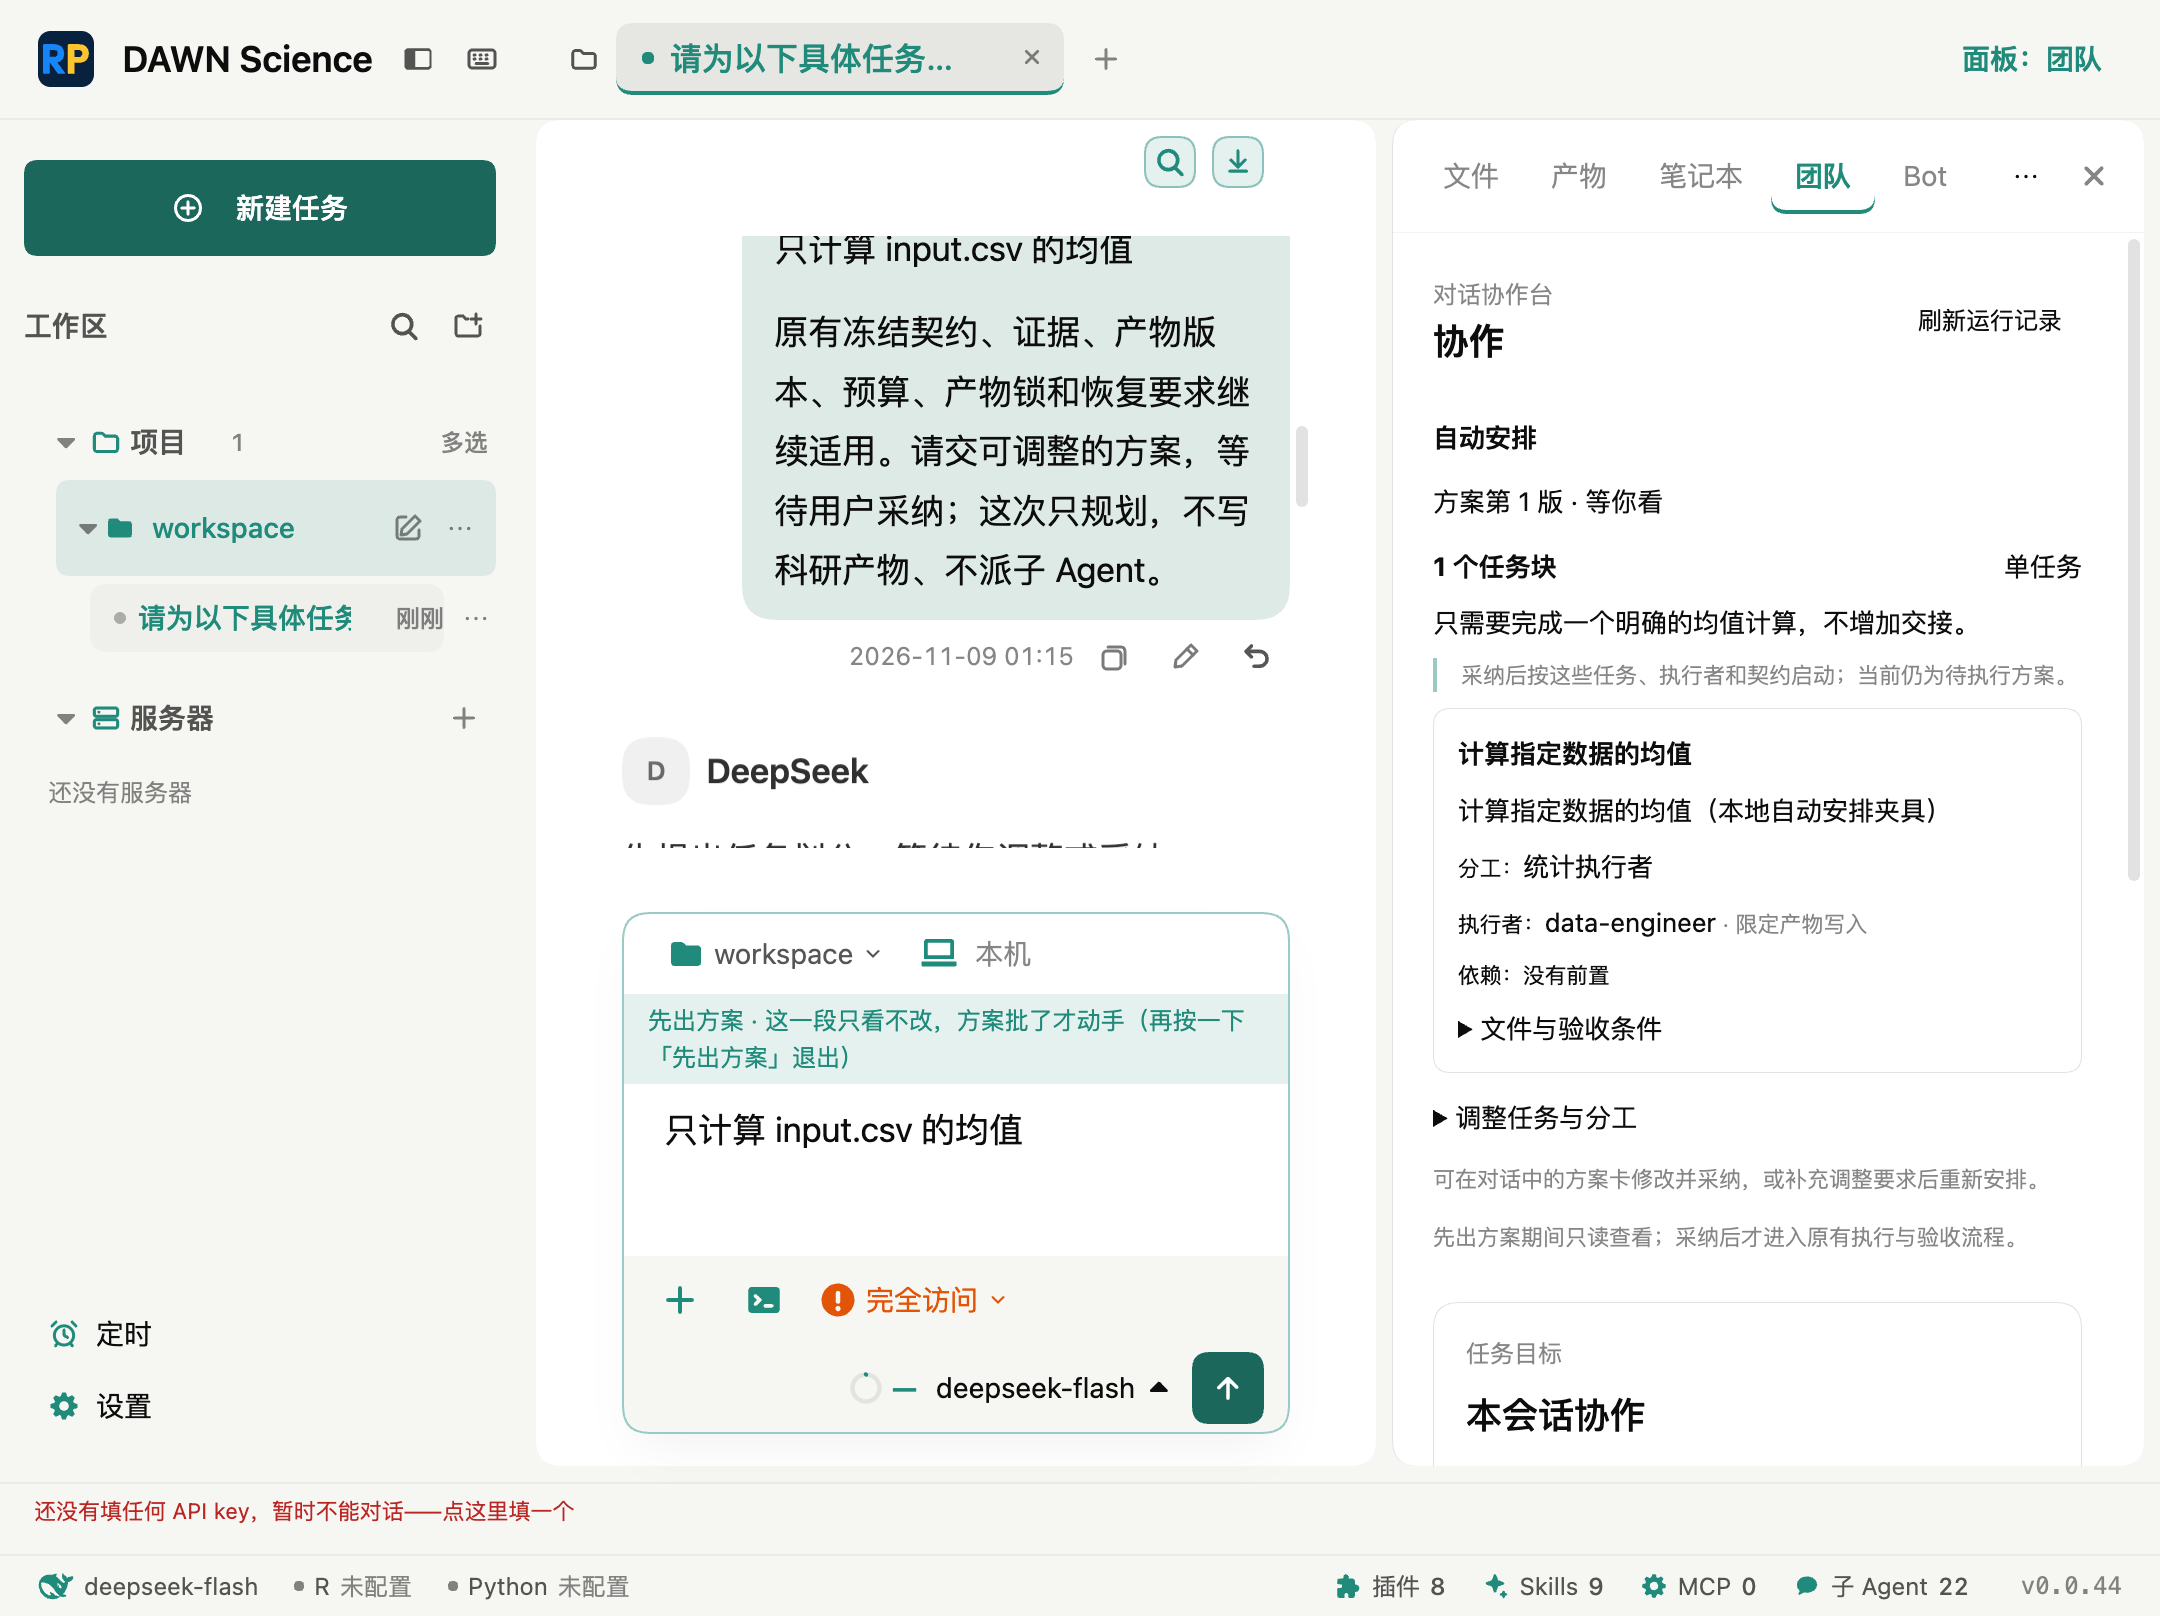 RP DAWN Science
请为以下具体任务...
面板：团队
新建任务
工作区
项目 1 多选
workspace
请为以下具体任务 刚刚
服务器
还没有服务器
定时
设置
只计算 input.csv 的均值
原有冻结契约、证据、产物版
本、预算、产物锁和恢复要求继
续适用。请交可调整的方案，等
待用户采纳；这次只规划，不写
科研产物、不派子 Agent。
2026-11-09 01:15
D DeepSeek
workspace 本机
先出方案 · 这一段只看不改，方案批了才动手（再按一下
「先出方案」退出）
只计算 input.csv 的均值
完全访问
deepseek-flash
文件 产物 笔记本 团队 Bot
对话协作台
协作
刷新运行记录
自动安排
方案第 1 版 · 等你看
1 个任务块 单任务
只需要完成一个明确的均值计算，不增加交接。
采纳后按这些任务、执行者和契约启动；当前仍为待执行方案。
计算指定数据的均值
计算指定数据的均值（本地自动安排夹具）
分工：统计执行者
执行者：data-engineer · 限定产物写入
依赖：没有前置
文件与验收条件
调整任务与分工
可在对话中的方案卡修改并采纳，或补充调整要求后重新安排。
先出方案期间只读查看；采纳后才进入原有执行与验收流程。
任务目标
本会话协作
还没有填任何 API key，暂时不能对话——点这里填一个
deepseek-flash R 未配置 Python 未配置
插件 8 Skills 9 MCP 0 子 Agent 22 v0.0.44